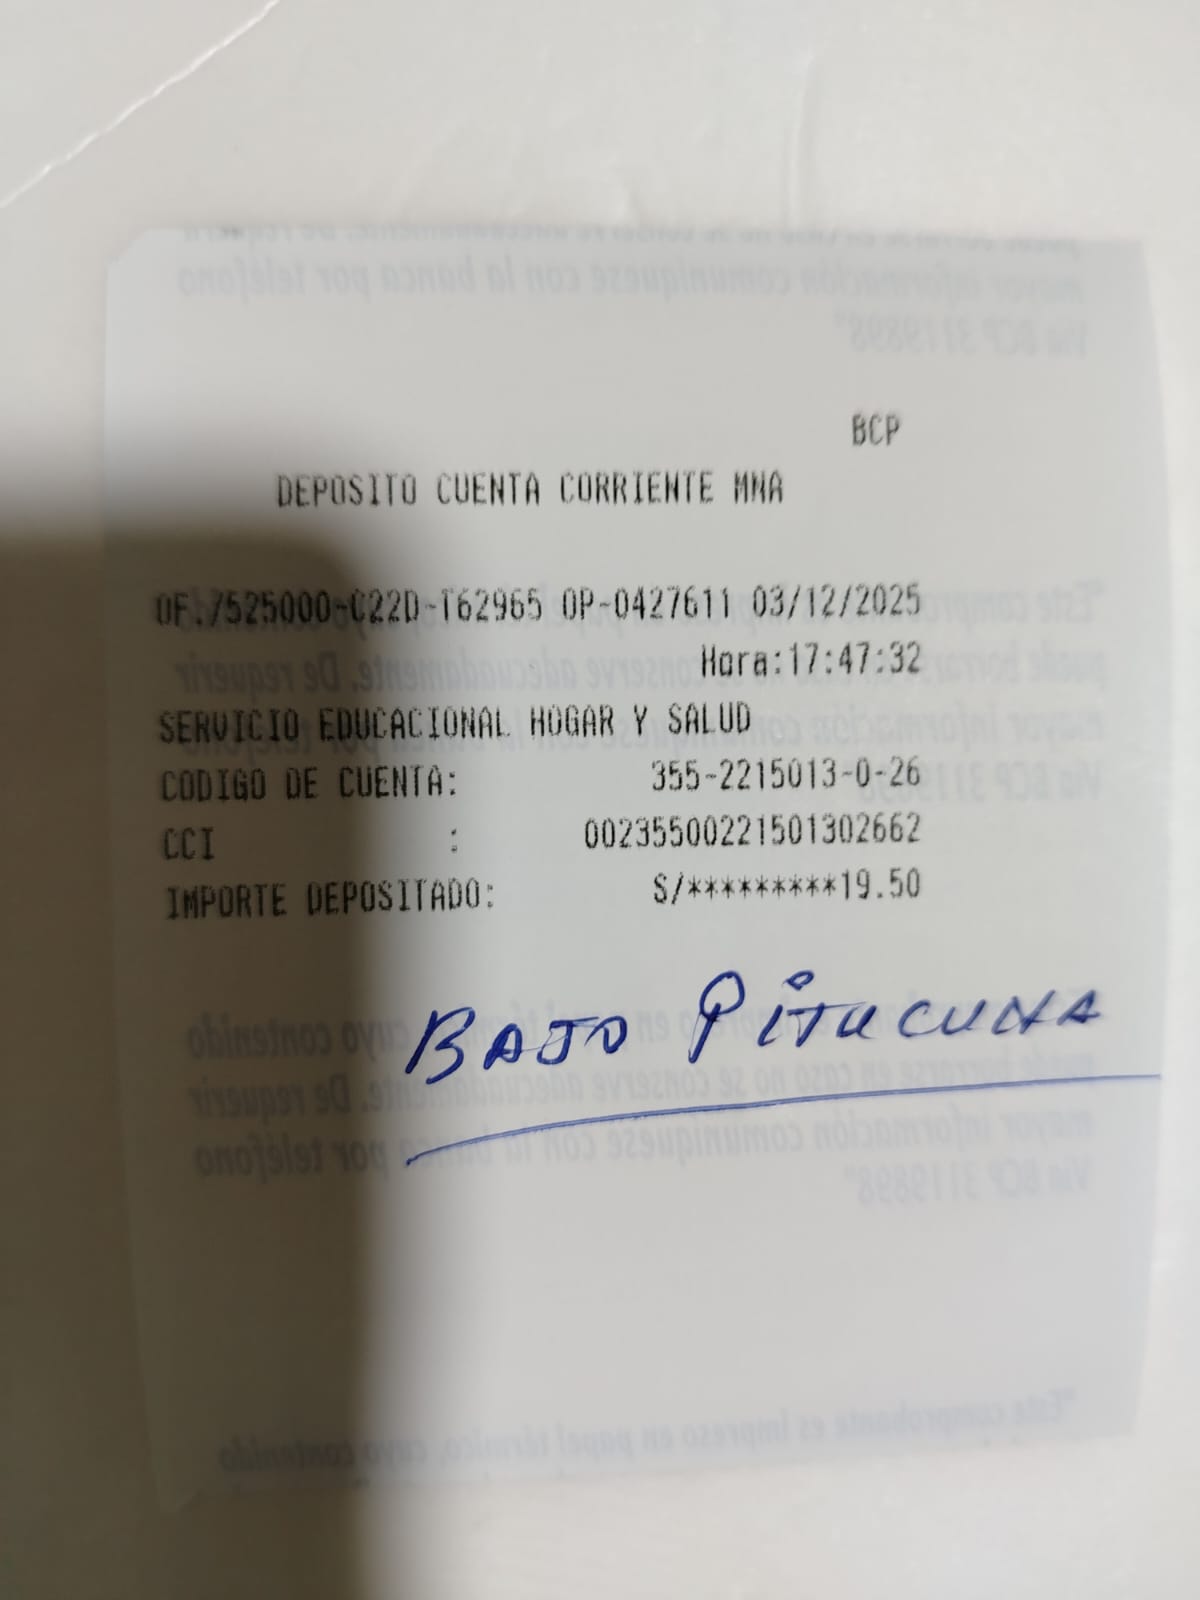 BCP
DEPOSITO CUENTA CORRIENTE MNA
OF.7525000-C22D-T62965 OP-0427611 03/12/2025
Hora:17:47:32
SERVICIO EDUCACIONAL HOGAR Y SALUD
CODIGO DE CUENTA: 355-2215013-0-26
CCI : 00235500221501302662
IMPORTE DEPOSITADO: S/*********19.50
BAJO PiTUCUNA